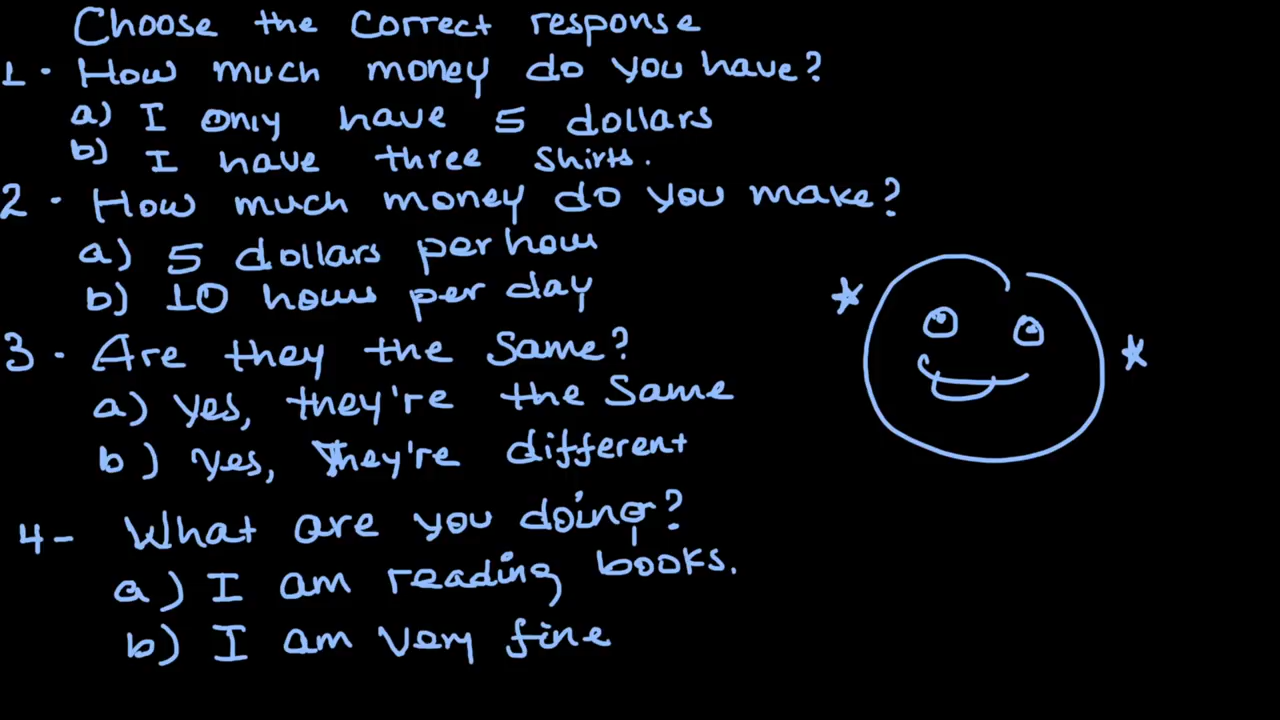 Choose the correct response
1. How much money do you have?
a) I only have 5 dollars
b) I have three shirts.
2. How much money do you make?
a) 5 dollars per hour
b) 10 hours per day
3. Are they the same?
a) yes, they're the same
b) yes, They're different
4- What are you doing?
a) I am reading books.
b) I am very fine